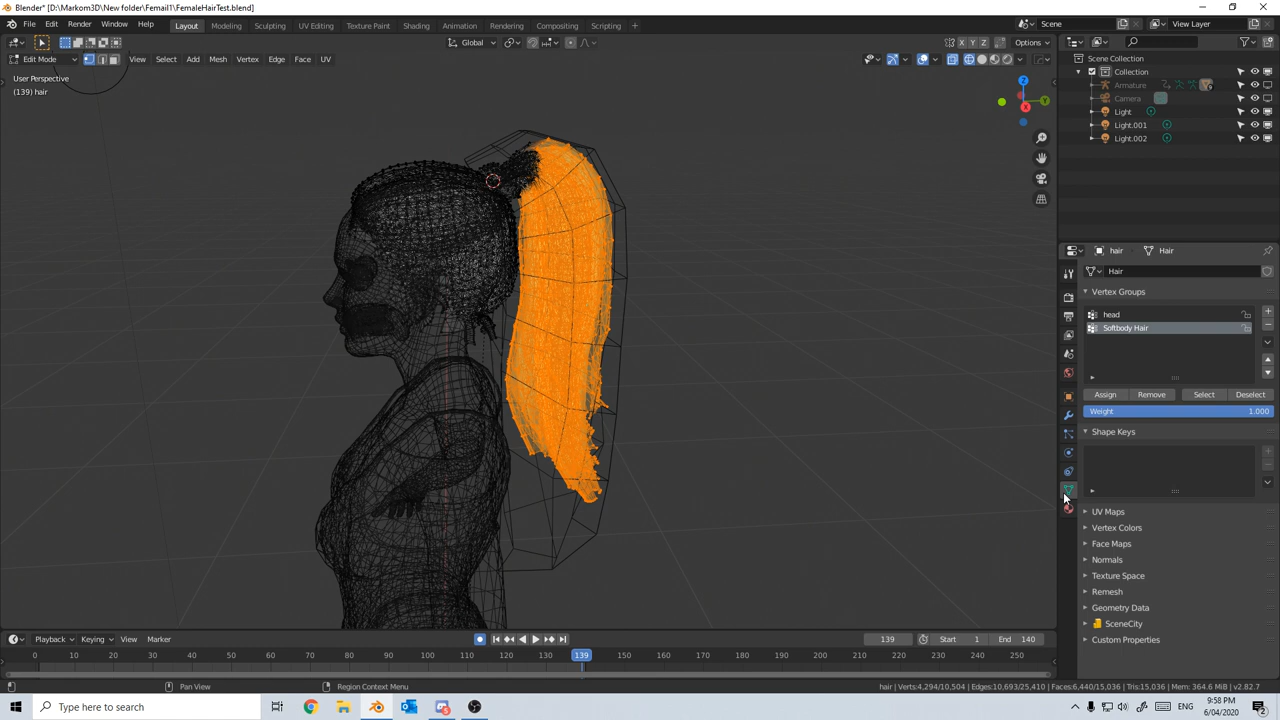 Blender* [D:\Markom3D\New folder\Femail1\FemaleHairTest.blend]
File Edit Render Window Help Layout Modeling Sculpting UV Editing Texture Paint Shading Animation Rendering Compositing Scripting + Scene View Layer
Global X Y Z Options
Edit Mode View Select Add Mesh Vertex Edge Face UV
User Perspective
(139) hair
Z
Y
X
Scene Collection
Collection
Armature
Camera
Light
Light.001
Light.002
hair Hair
Hair
Vertex Groups
head
Softbody Hair
Assign Remove Select Deselect
Weight 1.000
Shape Keys
UV Maps
Vertex Colors
Face Maps
Normals
Texture Space
Remesh
Geometry Data
SceneCity
Custom Properties
Playback Keying View Marker 139 Start 1 End 140
0 10 20 30 40 50 60 70 80 90 100 110 120 130 139 150 160 170 180 190 200 210 220 230 240 250
Pan View Region Context Menu hair | Verts:4,294/10,504 | Edges:10,693/25,410 | Faces:6,440/15,036 | Tris:15,036 | Mem: 364.6 MiB | v2.82.7
Type here to search
9:58 PM
6/04/2020